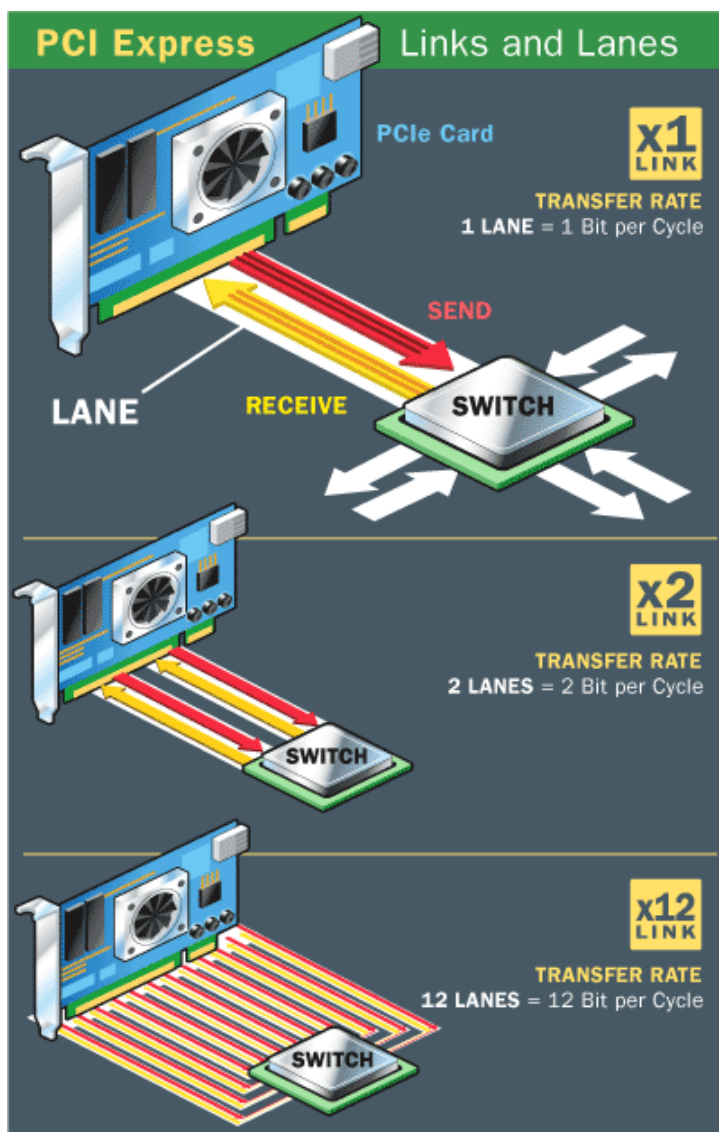 PCI Express Links and Lanes
PCIe Card
x1
LINK
TRANSFER RATE
1 LANE = 1 Bit per Cycle
SEND
LANE
RECEIVE
SWITCH
x2
LINK
TRANSFER RATE
2 LANES = 2 Bit per Cycle
SWITCH
x12
LINK
TRANSFER RATE
12 LANES = 12 Bit per Cycle
SWITCH